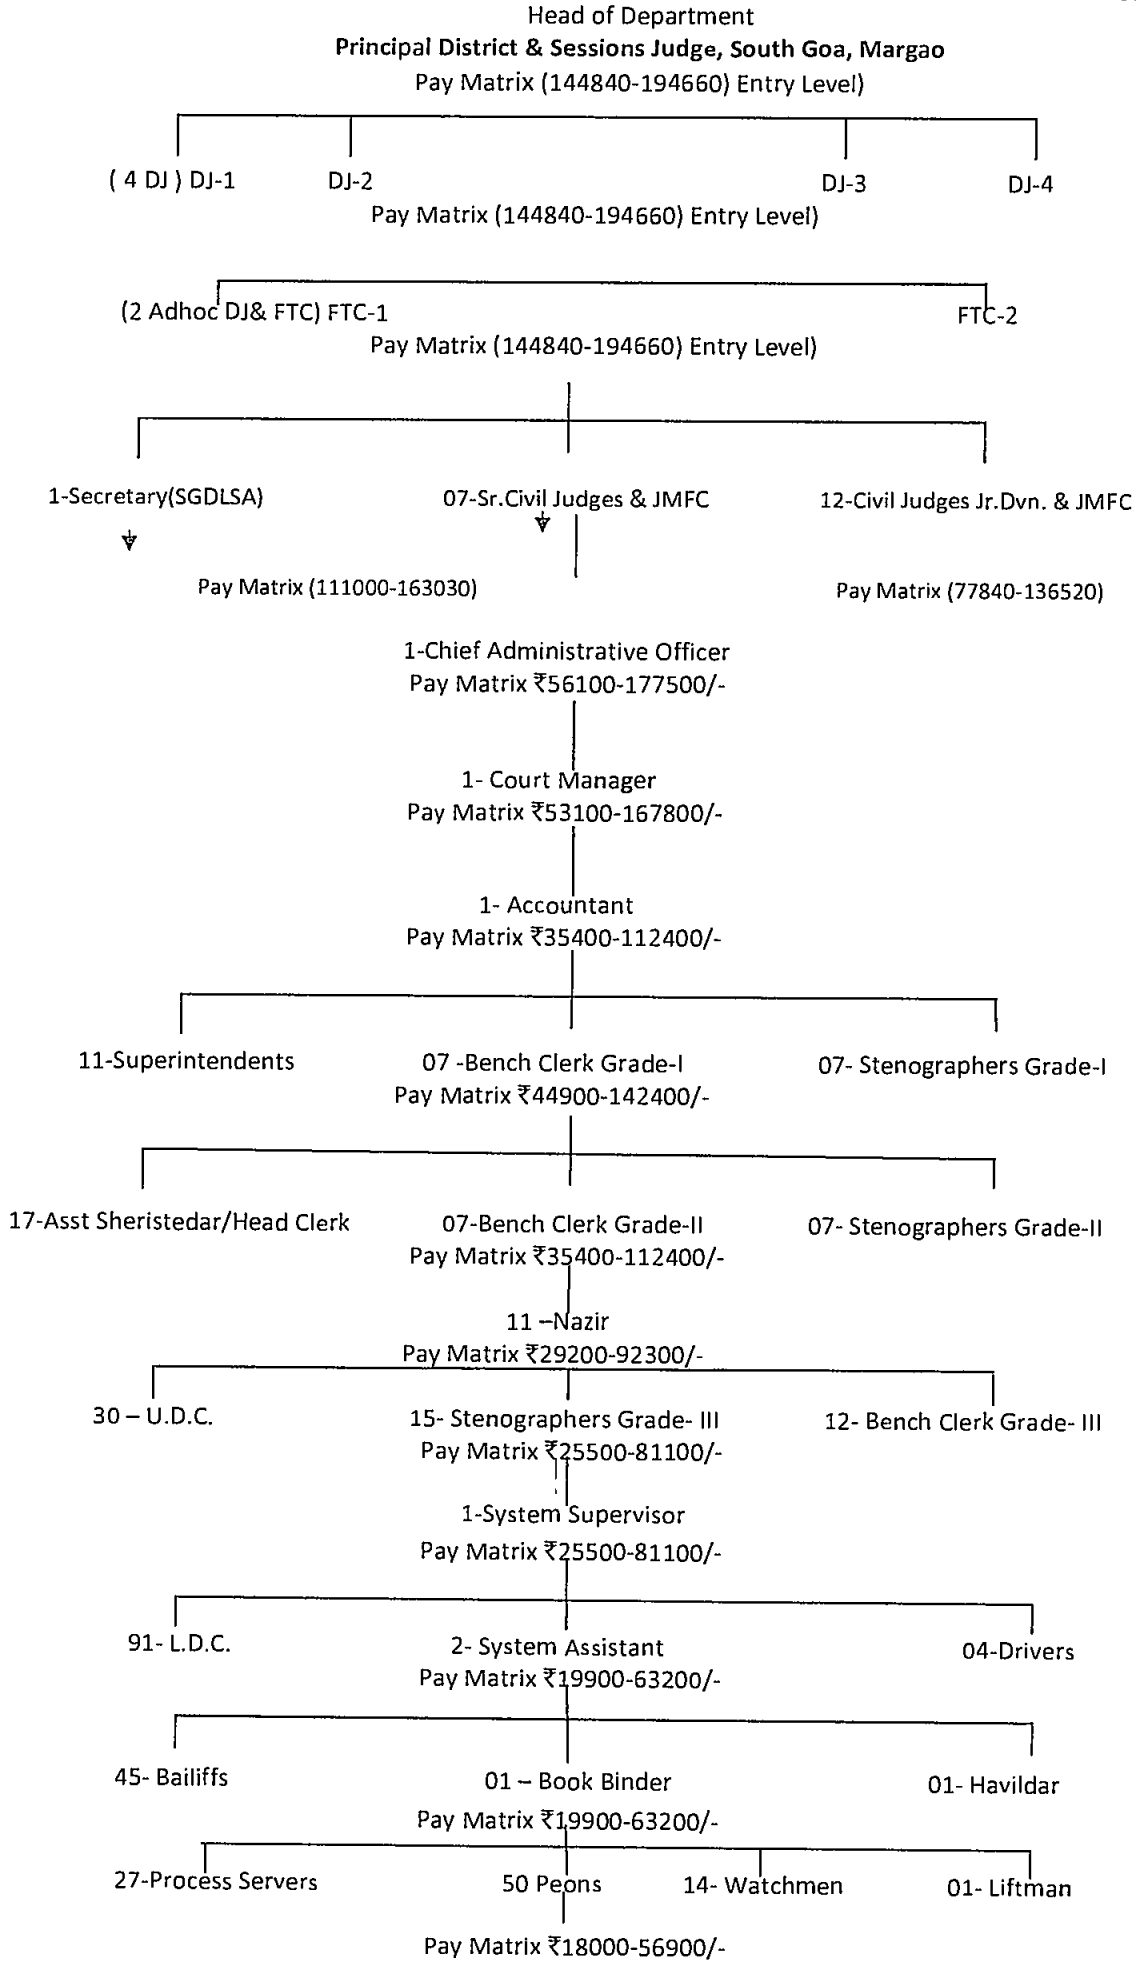 Head of Department
Principal District & Sessions Judge, South Goa, Margao
Pay Matrix (144840-194660) Entry Level)
( 4 DJ ) DJ-1 DJ-2 DJ-3 DJ-4
Pay Matrix (144840-194660) Entry Level)
(2 Adhoc DJ& FTC) FTC-1 FTC-2
Pay Matrix (144840-194660) Entry Level)
1-Secretary(SGDLSA) 07-Sr.Civil Judges & JMFC 12-Civil Judges Jr.Dvn. & JMFC
Pay Matrix (111000-163030) Pay Matrix (77840-136520)
1-Chief Administrative Officer
Pay Matrix ₹56100-177500/-
1- Court Manager
Pay Matrix ₹53100-167800/-
1- Accountant
Pay Matrix ₹35400-112400/-
11-Superintendents 07 -Bench Clerk Grade-I 07- Stenographers Grade-I
Pay Matrix ₹44900-142400/-
17-Asst Sheristedar/Head Clerk 07-Bench Clerk Grade-II 07- Stenographers Grade-II
Pay Matrix ₹35400-112400/-
11 –Nazir
Pay Matrix ₹29200-92300/-
30 – U.D.C. 15- Stenographers Grade- III 12- Bench Clerk Grade- III
Pay Matrix ₹25500-81100/-
1-System Supervisor
Pay Matrix ₹25500-81100/-
91- L.D.C. 2- System Assistant 04-Drivers
Pay Matrix ₹19900-63200/-
45- Bailiffs 01 – Book Binder 01- Havildar
Pay Matrix ₹19900-63200/-
27-Process Servers 50 Peons 14- Watchmen 01- Liftman
Pay Matrix ₹18000-56900/-